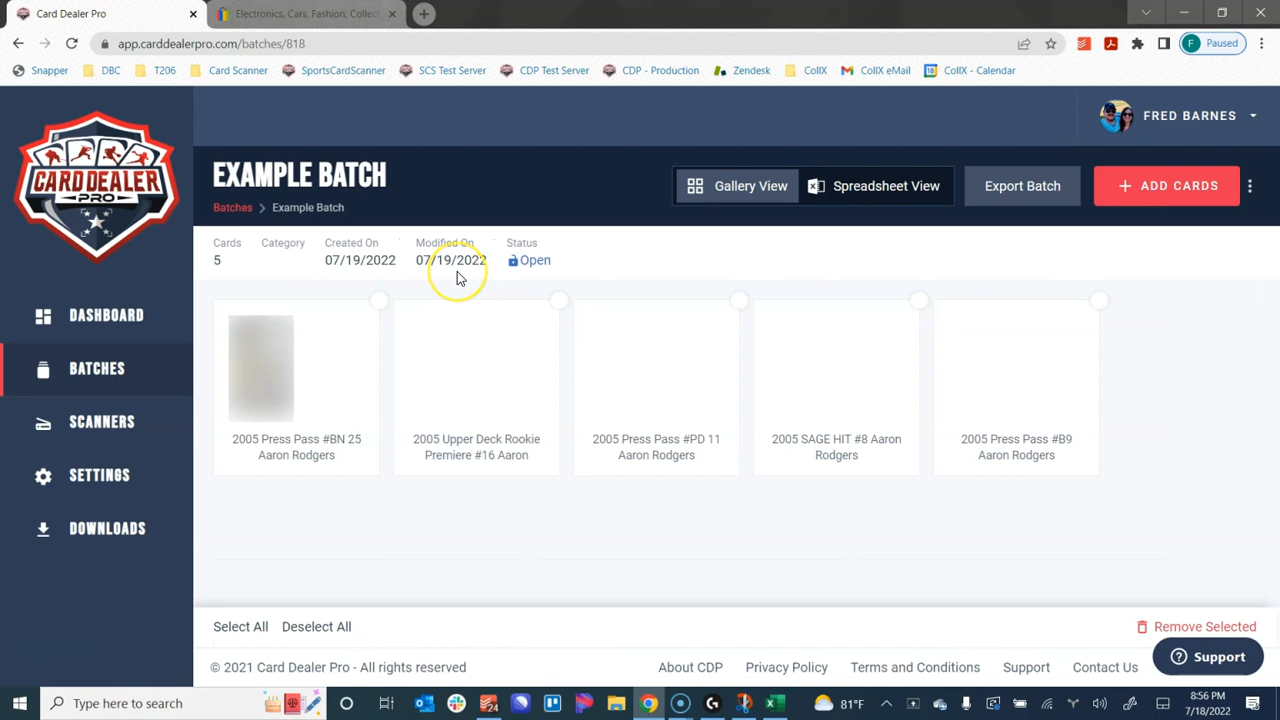 Card Dealer Pro
Electronics, Cars, Fashion, Collec
app.carddealerpro.com/batches/818
F Paused
Snapper DBC T206 Card Scanner SportsCardScanner SCS Test Server CDP Test Server CDP - Production Zendesk CollX CollX eMail CollX - Calendar
FRED BARNES
CARD DEALER
PRO
EXAMPLE BATCH
Batches > Example Batch
Gallery View
Spreadsheet View
Export Batch
+ ADD CARDS
Cards Category Created On Modified On Status
5 07/19/2022 07/19/2022 Open
DASHBOARD
BATCHES
SCANNERS
SETTINGS
DOWNLOADS
2005 Press Pass #BN 25
Aaron Rodgers
2005 Upper Deck Rookie
Premiere #16 Aaron
2005 Press Pass #PD 11
Aaron Rodgers
2005 SAGE HIT #8 Aaron
Rodgers
2005 Press Pass #B9
Aaron Rodgers
Select All Deselect All
Remove Selected
Support
© 2021 Card Dealer Pro - All rights reserved
About CDP Privacy Policy Terms and Conditions Support Contact Us
Type here to search
81°F
8:56 PM
7/18/2022